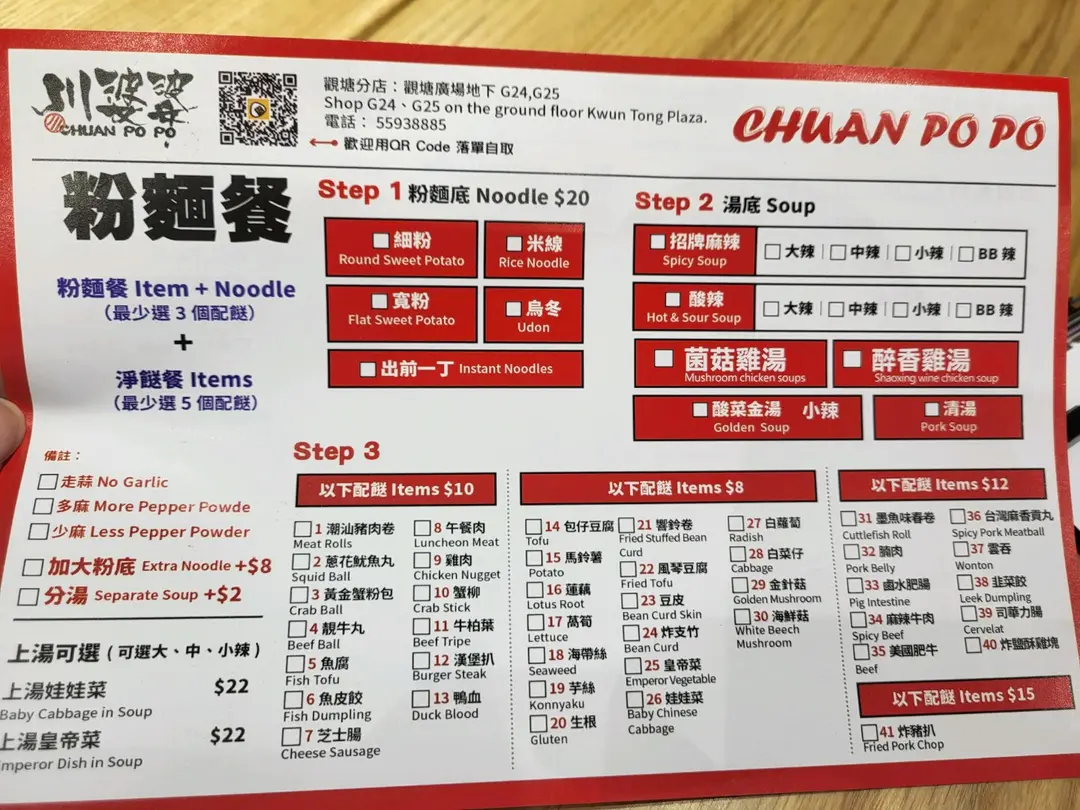 川婆婆
CHUAN PO PO
觀塘分店：觀塘廣場地下 G24,G25
Shop G24、G25 on the ground floor Kwun Tong Plaza.
電話： 55938885
歡迎用QR Code 落單自取
CHUAN PO PO
粉麵餐
粉麵餐 Item + Noodle
（最少選 3 個配餸）
+
淨餸餐 Items
（最少選 5 個配餸）
備註：
走蒜 No Garlic
多麻 More Pepper Powde
少麻 Less Pepper Powder
加大粉底 Extra Noodle +$8
分湯 Separate Soup +$2
上湯可選 ( 可選大、中、小辣 )
上湯娃娃菜 $22
Baby Cabbage in Soup
上湯皇帝菜 $22
Emperor Dish in Soup
Step 1 粉麵底 Noodle $20
細粉
Round Sweet Potato
米線
Rice Noodle
寬粉
Flat Sweet Potato
烏冬
Udon
出前一丁 Instant Noodles
Step 2 湯底 Soup
招牌麻辣
Spicy Soup
大辣 | 中辣 | 小辣 | BB 辣
酸辣
Hot & Sour Soup
大辣 | 中辣 | 小辣 | BB 辣
菌菇雞湯
Mushroom chicken soups
醉香雞湯
Shaoxing wine chicken soup
酸菜金湯 小辣
Golden Soup
清湯
Pork Soup
Step 3
以下配餸 Items $10
1 潮汕豬肉卷
Meat Rolls
2 蔥花魷魚丸
Squid Ball
3 黃金蟹粉包
Crab Ball
4 靚牛丸
Beef Ball
5 魚腐
Fish Tofu
6 魚皮餃
Fish Dumpling
7 芝士腸
Cheese Sausage
8 午餐肉
Luncheon Meat
9 雞肉
Chicken Nugget
10 蟹柳
Crab Stick
11 牛柏葉
Beef Tripe
12 漢堡扒
Burger Steak
13 鴨血
Duck Blood
以下配餸 Items $8
14 包仔豆腐
Tofu
15 馬鈴薯
Potato
16 蓮藕
Lotus Root
17 萵筍
Lettuce
18 海帶絲
Seaweed
19 芋絲
Konnyaku
20 生根
Gluten
21 響鈴卷
Fried Stuffed Bean
Curd
22 風琴豆腐
Fried Tofu
23 豆皮
Bean Curd Skin
24 炸支竹
Bean Curd
25 皇帝菜
Emperor Vegetable
26 娃娃菜
Baby Chinese
Cabbage
27 白蘿蔔
Radish
28 白菜仔
Cabbage
29 金針菇
Golden Mushroom
30 海鮮菇
White Beech
Mushroom
以下配餸 Items $12
31 墨魚味春卷
Cuttlefish Roll
32 腩肉
Pork Belly
33 鹵水肥腸
Pig Intestine
34 麻辣牛肉
Spicy Beef
35 美國肥牛
Beef
36 台灣麻香貢丸
Spicy Pork Meatball
37 雲吞
Wonton
38 韭菜餃
Leek Dumpling
39 司華力腸
Cervelat
40 炸鹽酥雞塊
以下配餸 Items $15
41 炸豬扒
Fried Pork Chop